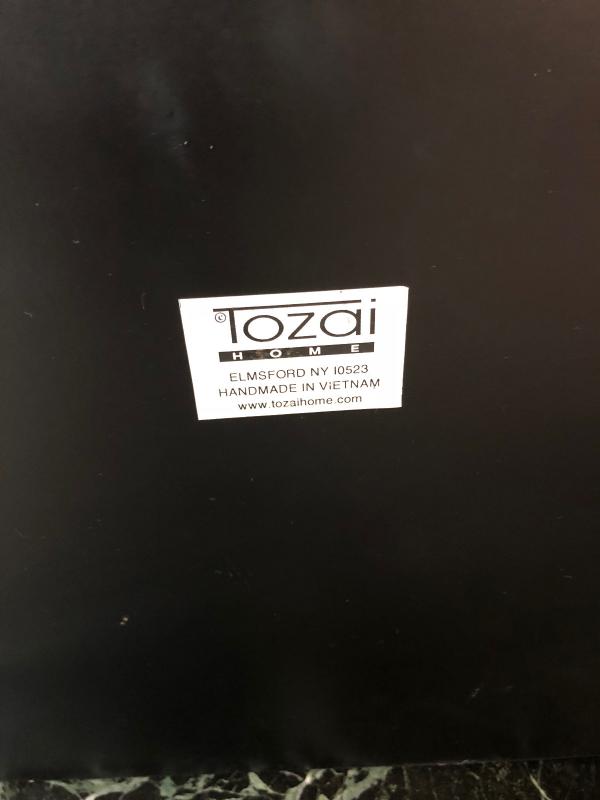 © Tozai
HOME
ELMSFORD NY I0523
HANDMADE IN ViETNAM
www.tozaihome.com